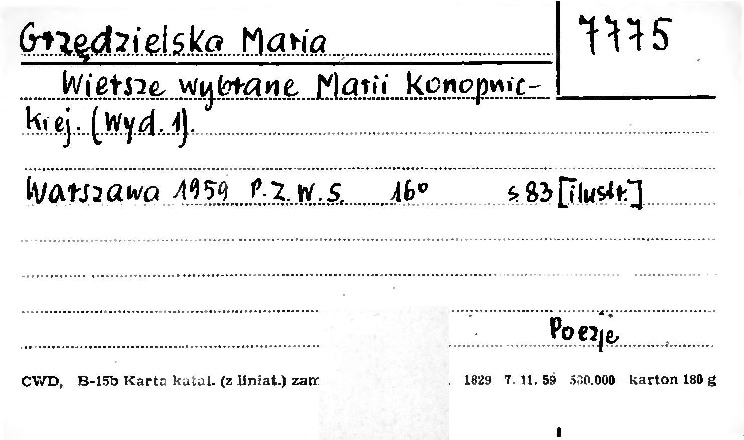 Grzędzielska Maria
7775
Wiersze wybrane Marii Konopnic-
kiej. (Wyd. 1).
Warszawa 1959 P.Z.W.S. 16° s. 83 [ilustr.]
Poezje
CWD, B-15b Karta katal. (z liniat.) zam 1829 7. 11. 59 500.000 karton 180 g